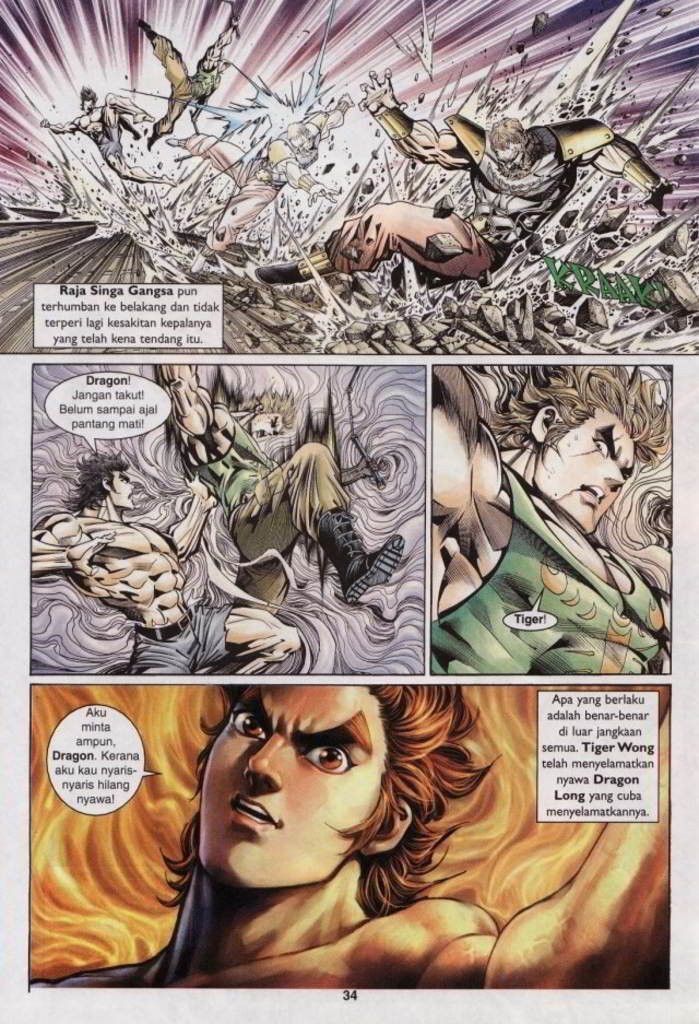 Raja Singa Gangsa pun
terhumban ke belakang dan tidak
terperi lagi kesakitan kepalanya
yang telah kena tendang itu.
KRAAK
Dragon!
Jangan takut!
Belum sampai ajal
pantang mati!
Tiger!
Aku
minta
ampun,
Dragon. Kerana
aku kau nyaris-
nyaris hilang
nyawa!
Apa yang berlaku
adalah benar-benar
di luar jangkaan
semua. Tiger Wong
telah menyelamatkan
nyawa Dragon
Long yang cuba
menyelamatkannya.
34